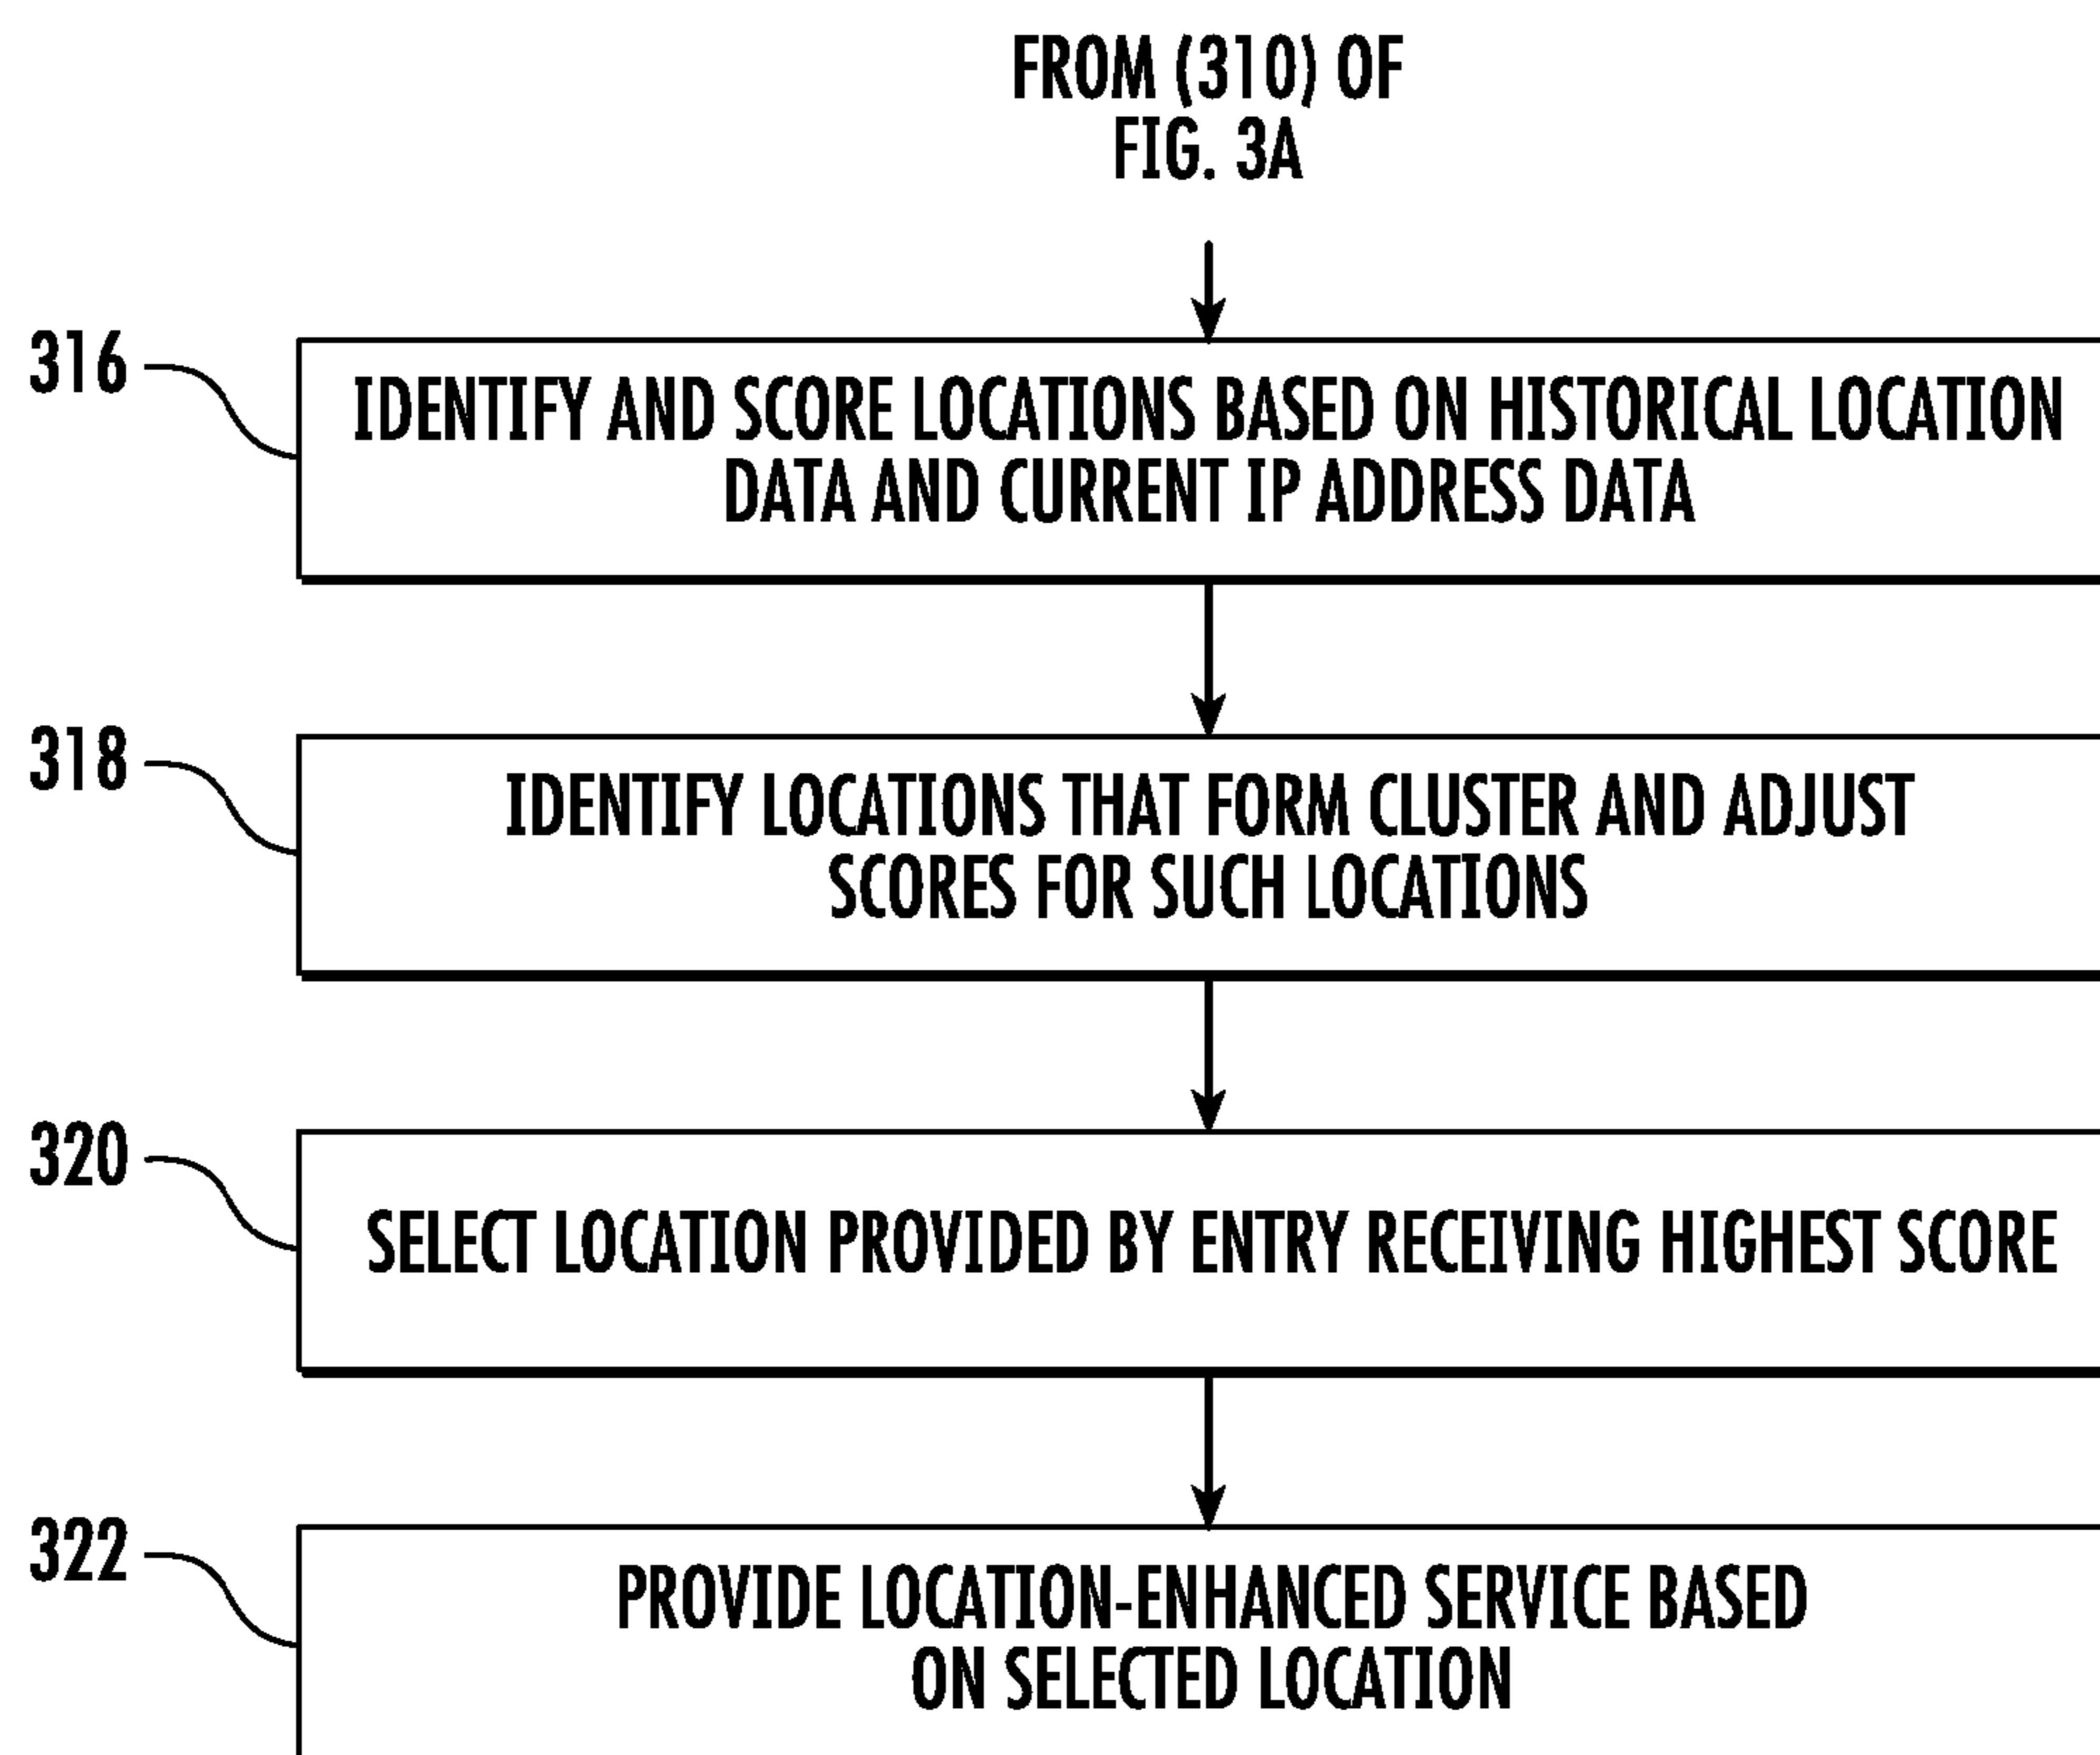 FROM (310) OF
FIG. 3A
316
IDENTIFY AND SCORE LOCATIONS BASED ON HISTORICAL LOCATION
DATA AND CURRENT IP ADDRESS DATA
318
IDENTIFY LOCATIONS THAT FORM CLUSTER AND ADJUST
SCORES FOR SUCH LOCATIONS
320
SELECT LOCATION PROVIDED BY ENTRY RECEIVING HIGHEST SCORE
322
PROVIDE LOCATION-ENHANCED SERVICE BASED
ON SELECTED LOCATION